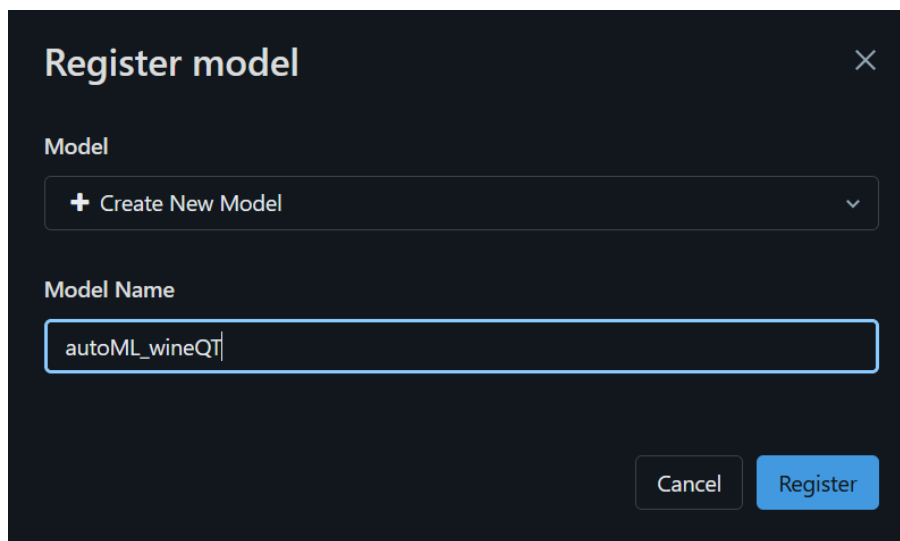 Register model
Model
Create New Model
Model Name
autoML_wineQT
Cancel
Register